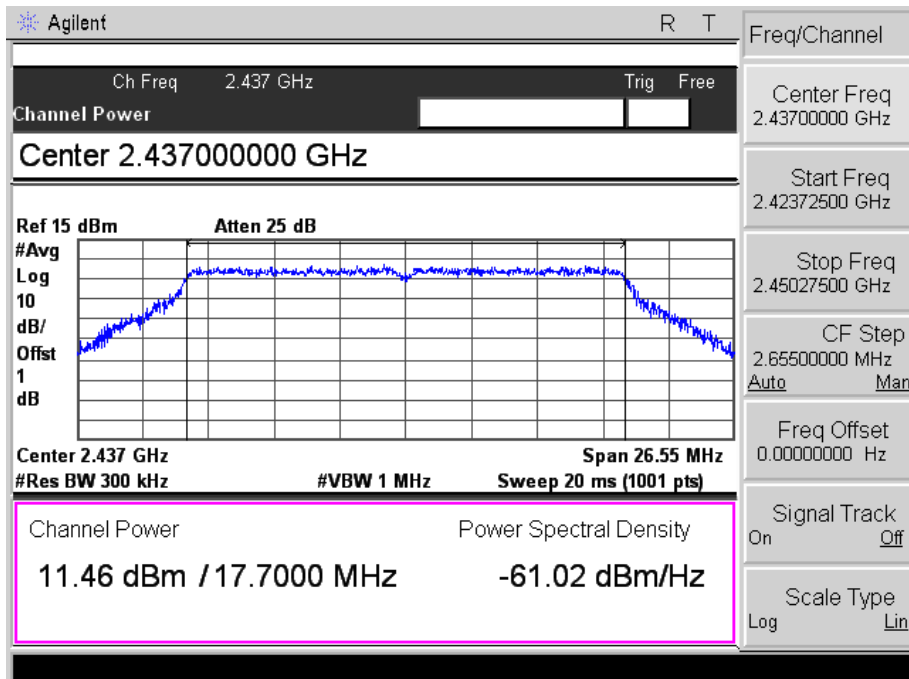 Agilent R T
Ch Freq 2.437 GHz Trig Free
Channel Power
Center 2.437000000 GHz
Ref 15 dBm Atten 25 dB
#Avg
Log
10
dB/
Offst
1
dB
Center 2.437 GHz Span 26.55 MHz
#Res BW 300 kHz #VBW 1 MHz Sweep 20 ms (1001 pts)
Channel Power Power Spectral Density
11.46 dBm / 17.7000 MHz -61.02 dBm/Hz
Freq/Channel
Center Freq
2.43700000 GHz
Start Freq
2.42372500 GHz
Stop Freq
2.45027500 GHz
CF Step
2.65500000 MHz
Auto Man
Freq Offset
0.00000000 Hz
Signal Track
On Off
Scale Type
Log Lin